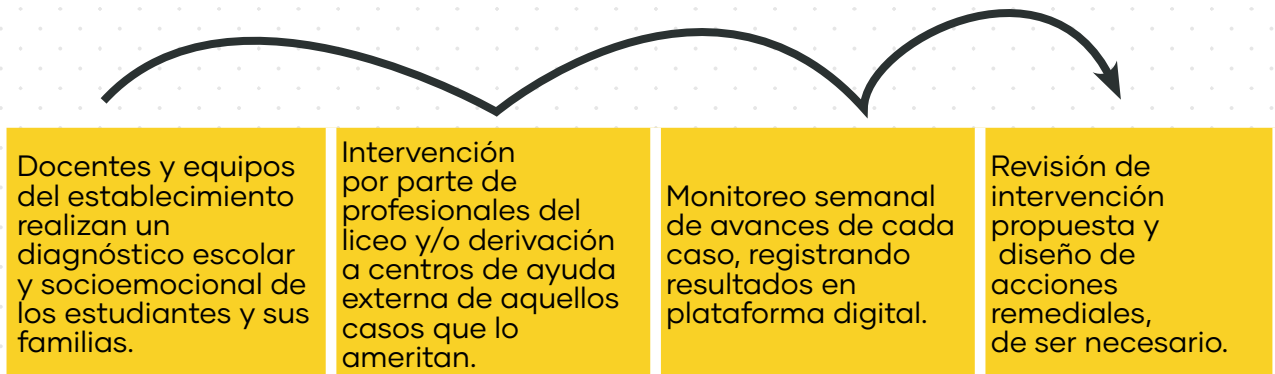 Docentes y equipos
del establecimiento
realizan un
diagnóstico escolar
y socioemocional de
los estudiantes y sus
familias.
Intervención
por parte de
profesionales del
liceo y/o derivación
a centros de ayuda
externa de aquellos
casos que lo
ameritan.
Monitoreo semanal
de avances de cada
caso, registrando
resultados en
plataforma digital.
Revisión de
intervención
propuesta y
diseño de
acciones
remediales,
de ser necesario.